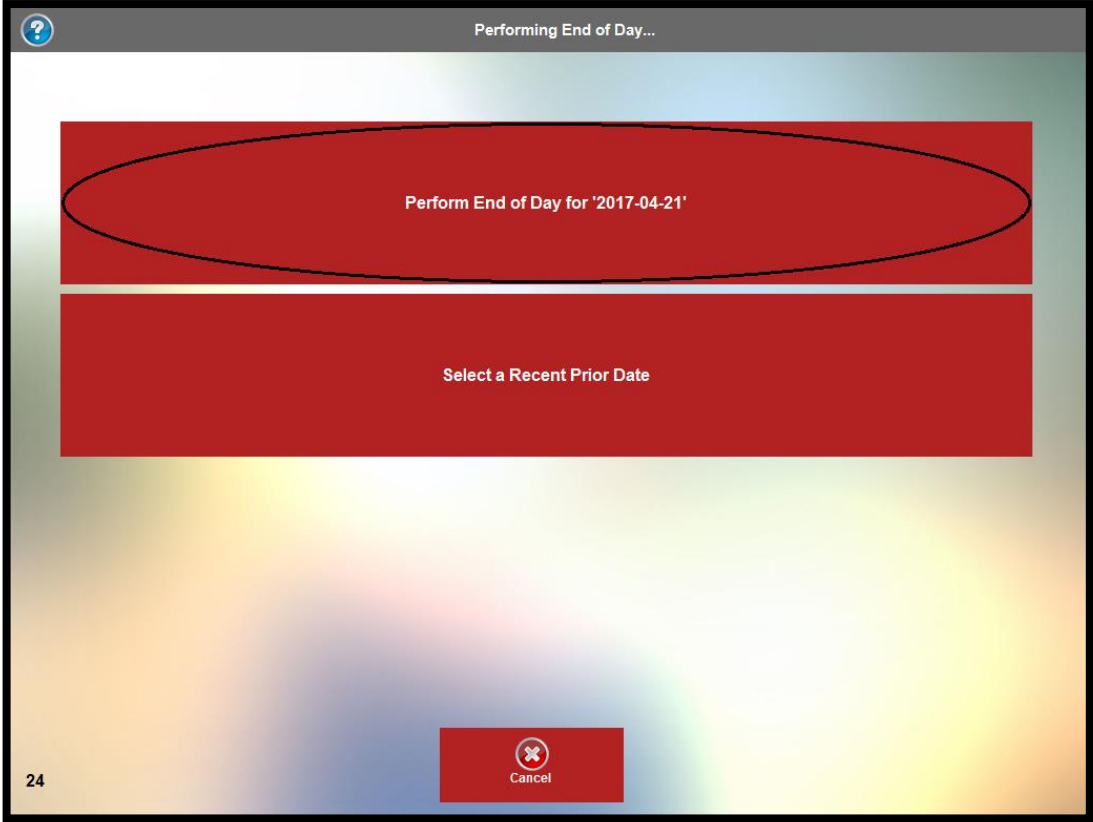 ?
Performing End of Day...
Perform End of Day for '2017-04-21'
Select a Recent Prior Date
Cancel
24